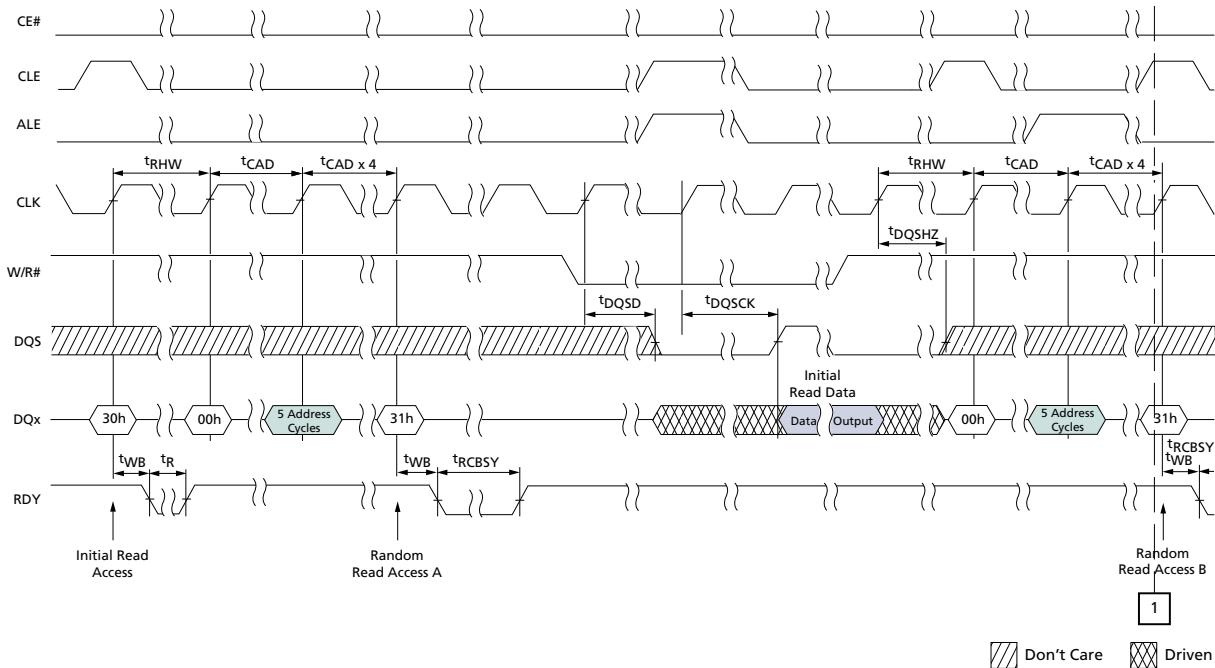 CE#
CLE
ALE
tRHW
tCAD
tCAD x 4
tRHW
tCAD
tCAD x 4
CLK
tDQSHZ
W/R#
tDQSD
tDQSCK
DQS
Initial
Read Data
DQx
30h
00h
5 Address
Cycles
31h
Data
Output
00h
5 Address
Cycles
31h
tWB
tR
tWB
tRCBSY
tRCBSY
tWB
RDY
Initial Read
Access
Random
Read Access A
Random
Read Access B
1
Don't Care
Driven